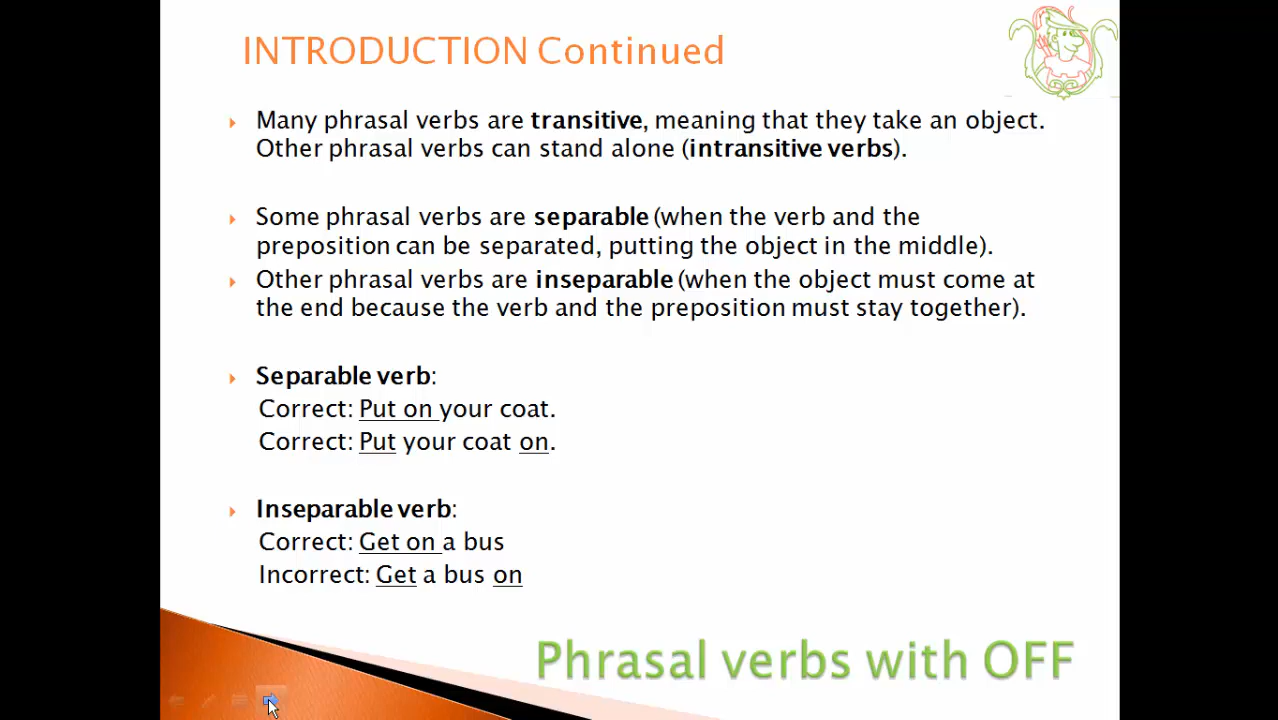 INTRODUCTION Continued
Many phrasal verbs are transitive, meaning that they take an object.
Other phrasal verbs can stand alone (intransitive verbs).
Some phrasal verbs are separable (when the verb and the
preposition can be separated, putting the object in the middle).
Other phrasal verbs are inseparable (when the object must come at
the end because the verb and the preposition must stay together).
Separable verb:
Correct: Put on your coat.
Correct: Put your coat on.
Inseparable verb:
Correct: Get on a bus
Incorrect: Get a bus on
Phrasal verbs with OFF